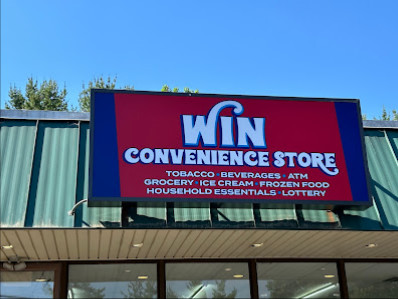 WIN
CONVENIENCE STORE
TOBACCO • BEVERAGES • ATM
GROCERY • ICE CREAM • FROZEN FOOD
HOUSEHOLD ESSENTIALS • LOTTERY